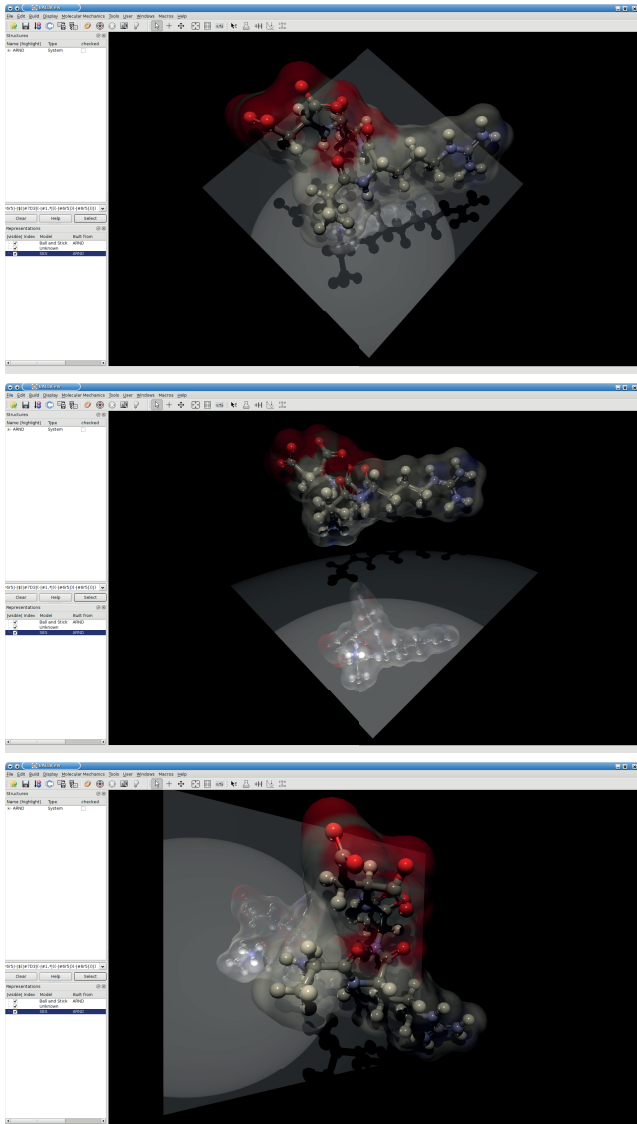 BALLView
File Edit Build Display Molecular Mechanics Tools User Windows Macros Help
Structures
Name [highlight] Type checked
ARND System
Clear Help Select
Representations
[visible] Index Model Built from
Ball and Stick ARND
Unknown
SES ARND
BALLView
File Edit Build Display Molecular Mechanics Tools User Windows Macros Help
Structures
Name [highlight] Type checked
ARND System
Clear Help Select
Representations
[visible] Index Model Built from
Ball and Stick ARND
Unknown
SES ARND
BALLView
File Edit Build Display Molecular Mechanics Tools User Windows Macros Help
Structures
Name [highlight] Type checked
ARND System
Clear Help Select
Representations
[visible] Index Model Built from
Ball and Stick ARND
Unknown
SES ARND